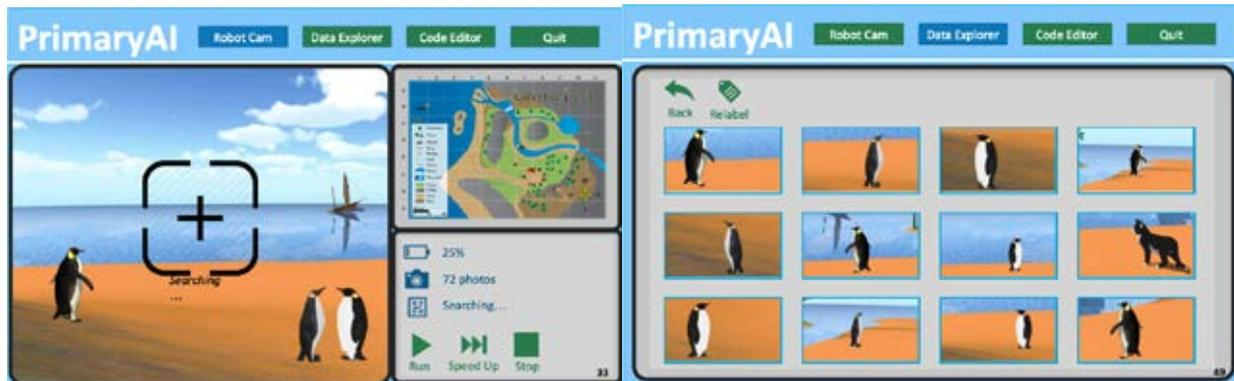 PrimaryAI
Robot Cam
Data Explorer
Code Editor
Quit
Searching
...
25%
72 photos
Searching...
Run
Speed Up
Stop
33
PrimaryAI
Robot Cam
Data Explorer
Code Editor
Quit
Back
Relabel
49